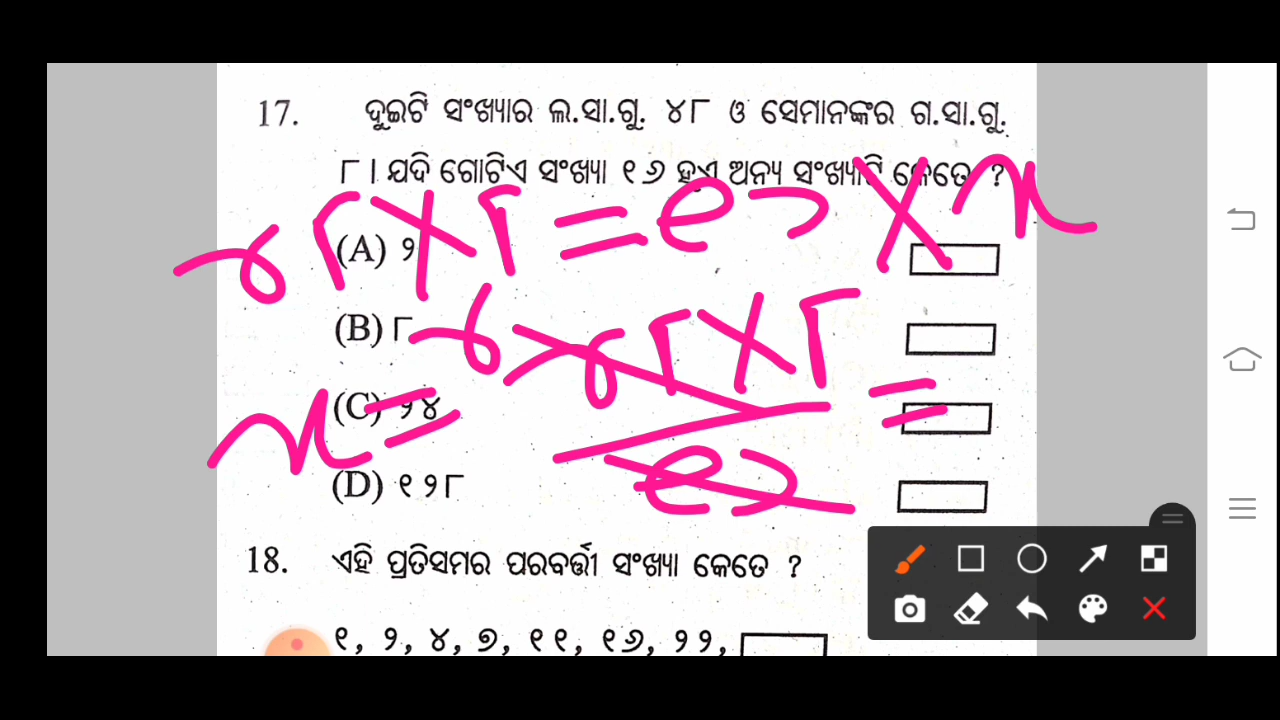 17. ଦୁଇଟି ସଂଖ୍ୟାର ଲ.ସା.ଗୁ. ୪୮ ଓ ସେମାନଙ୍କର ଗ.ସା.ଗୁ.
୮ । ଯଦି ଗୋଟିଏ ସଂଖ୍ୟା ୧୬ ହୁଏ ଅନ୍ୟ ସଂଖ୍ୟାଟି କେତେ ?
(A) ୨
(B) ୮
(C) ୨୪
(D) ୧୨୮
18. ଏହି ପ୍ରତିସମର ପରବର୍ତ୍ତୀ ସଂଖ୍ୟା କେତେ ?
୧, ୨, ୪, ୭, ୧୧, ୧୬, ୨୨,